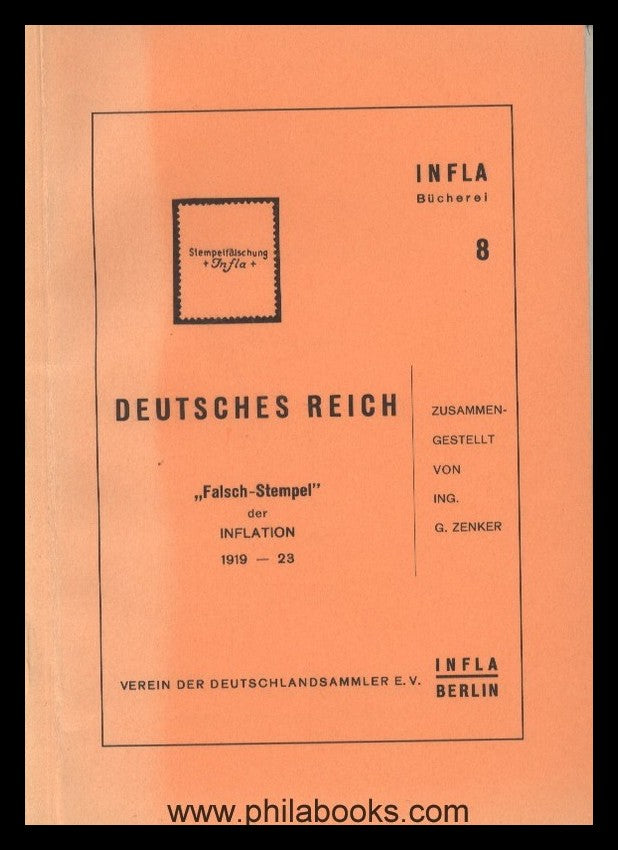 INFLA
Bücherei
8
Stempelfälschung
+ Infla +
DEUTSCHES REICH
ZUSAMMEN-
GESTELLT
VON
ING.
G. ZENKER
„Falsch-Stempel”
der
INFLATION
1919 — 23
VEREIN DER DEUTSCHLANDSAMMLER E. V.
INFLA
BERLIN
www.philabooks.com